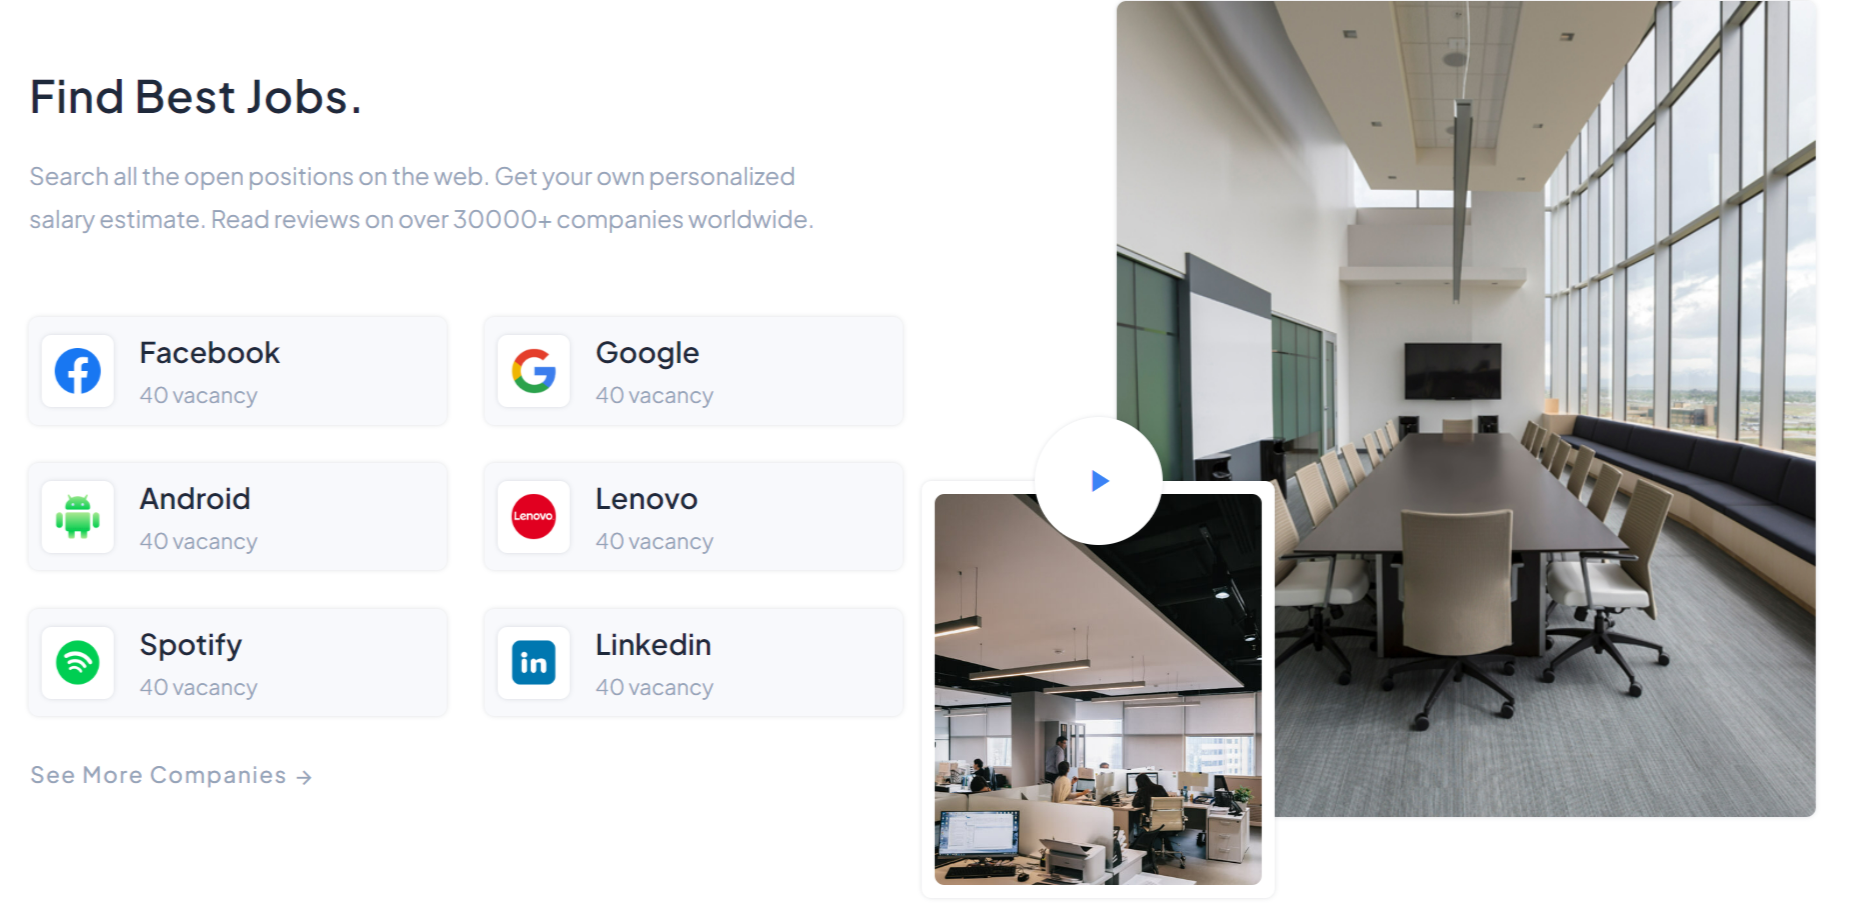 Find Best Jobs.
Search all the open positions on the web. Get your own personalized
salary estimate. Read reviews on over 30000+ companies worldwide.
Facebook
40 vacancy
Google
40 vacancy
Android
40 vacancy
Lenovo
Lenovo
40 vacancy
Spotify
40 vacancy
in
Linkedin
40 vacancy
See More Companies →